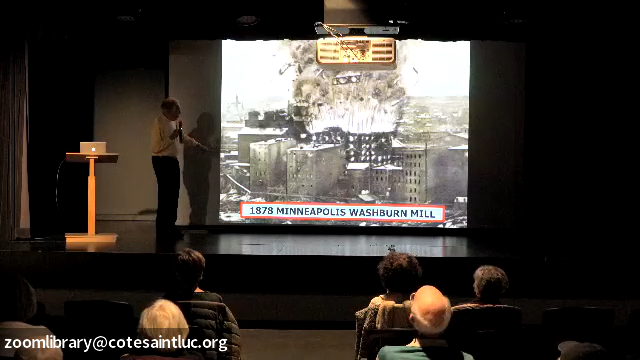 1878 MINNEAPOLIS WASHBURN MILL
zoomlibrary@cotesaintluc.org